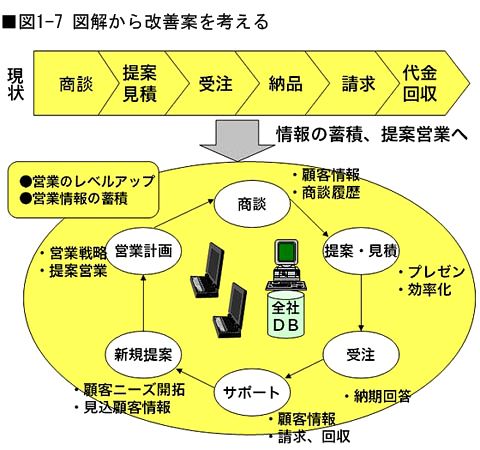 ■図1-7 図解から改善案を考える
現状
商談
提案
見積
受注
納品
請求
代金
回収
情報の蓄積、提案営業へ
●営業のレベルアップ
●営業情報の蓄積
商談
・顧客情報
・商談履歴
提案・見積
・プレゼン
・効率化
受注
・納期回答
サポート
・顧客情報
・請求、回収
新規提案
・顧客ニーズ開拓
・見込顧客情報
営業計画
・営業戦略
・提案営業
全社
DB